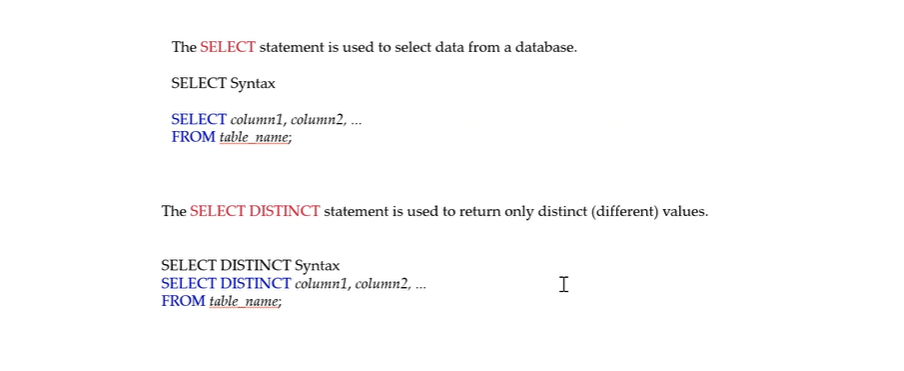 The SELECT statement is used to select data from a database.
SELECT Syntax
SELECT column1, column2, ...
FROM table_name;
The SELECT DISTINCT statement is used to return only distinct (different) values.
SELECT DISTINCT Syntax
SELECT DISTINCT column1, column2, ...
FROM table_name;